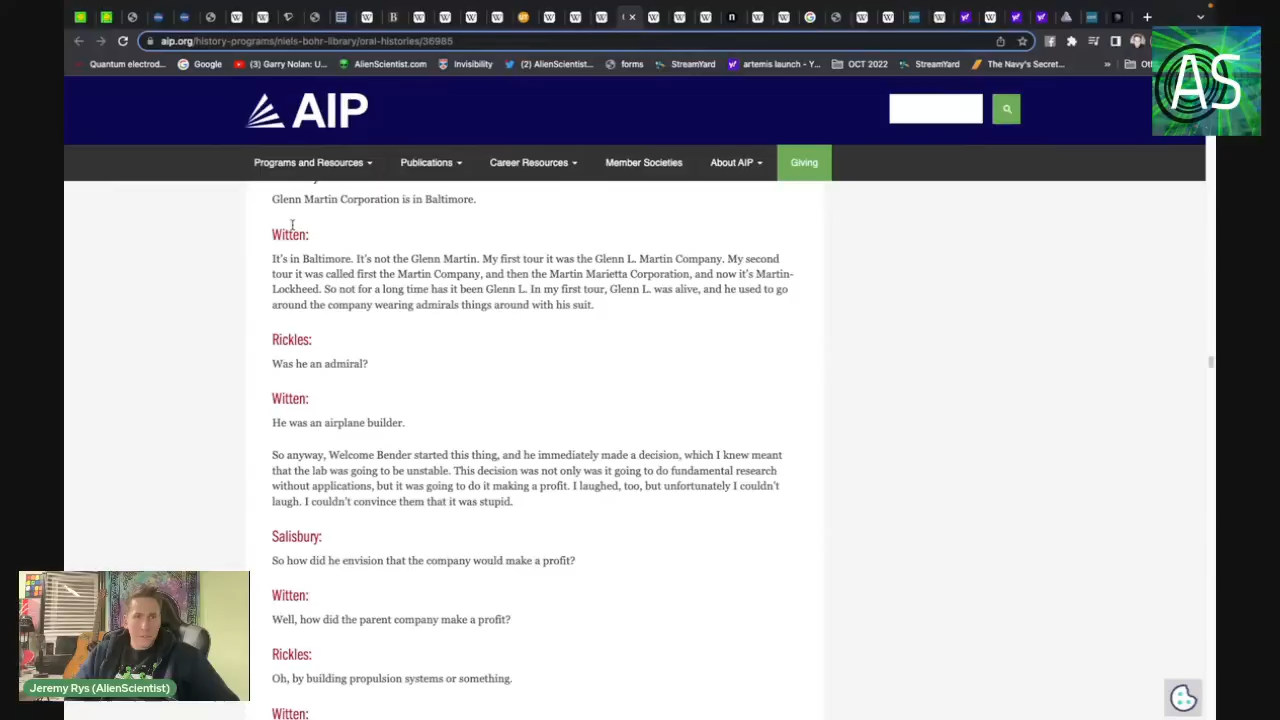 aip.org/history-programs/niels-bohr-library/oral-histories/36985
Quantum electrod...
Google
(3) Garry Nolan: U...
AlienScientist.com
Invisibility
(2) AlienScientist...
forms
StreamYard
artemis launch - Y...
OCT 2022
StreamYard
The Navy's Secret...
AS
AIP
Programs and Resources
Publications
Career Resources
Member Societies
About AIP
Giving
Glenn Martin Corporation is in Baltimore.
Witten:
It's in Baltimore. It's not the Glenn Martin. My first tour it was the Glenn L. Martin Company. My second
tour it was called first the Martin Company, and then the Martin Marietta Corporation, and now it's Martin-
Lockheed. So not for a long time has it been Glenn L. In my first tour, Glenn L. was alive, and he used to go
around the company wearing admirals things around with his suit.
Rickles:
Was he an admiral?
Witten:
He was an airplane builder.
So anyway, Welcome Bender started this thing, and he immediately made a decision, which I knew meant
that the lab was going to be unstable. This decision was not only was it going to do fundamental research
without applications, but it was going to do it making a profit. I laughed, too, but unfortunately I couldn't
laugh. I couldn't convince them that it was stupid.
Salisbury:
So how did he envision that the company would make a profit?
Witten:
Well, how did the parent company make a profit?
Rickles:
Oh, by building propulsion systems or something.
Witten:
Jeremy Rys (AlienScientist)